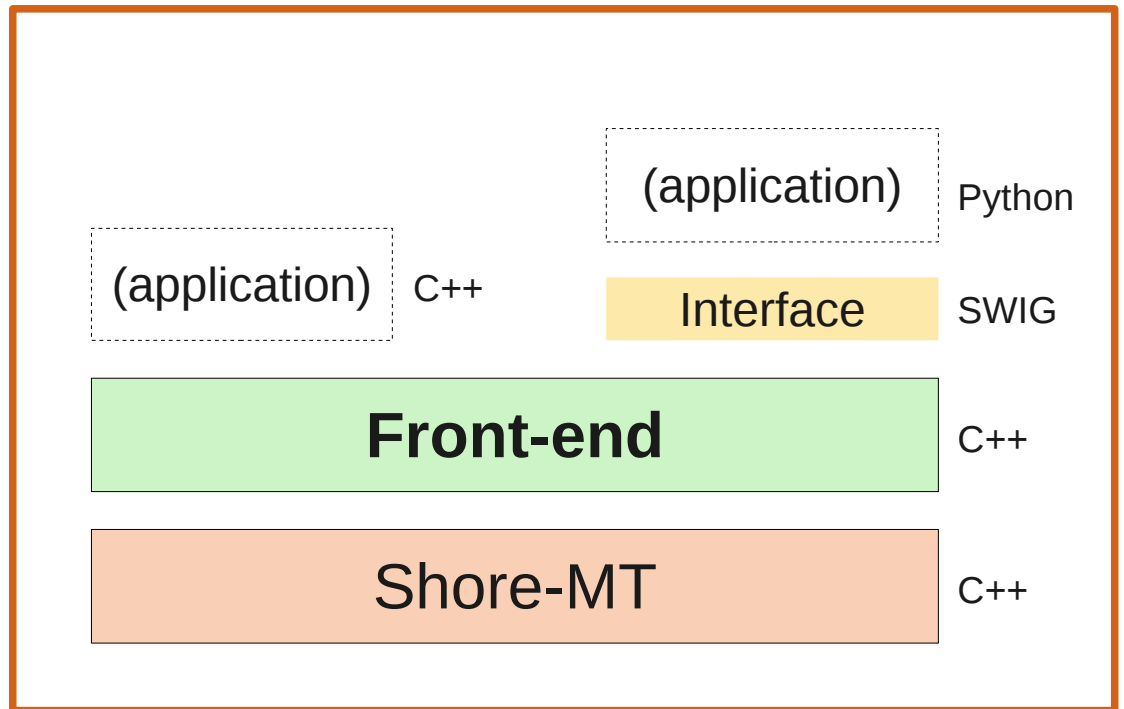 (application)
Python
(application)
C++
Interface
SWIG
Front-end
C++
Shore-MT
C++